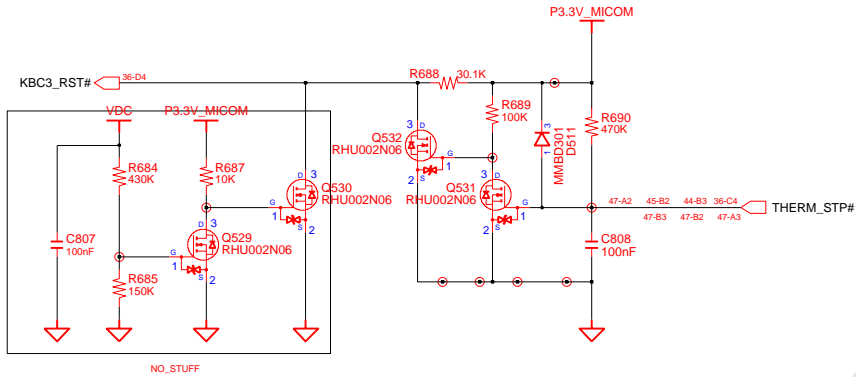 P3.3V_MICOM
KBC3_RST#
36-D4
R688
30.1K
VDC
P3.3V_MICOM
R689
100K
3
1
MMBD301
D511
R690
470K
3
D
Q532
RHU002N06
G
1
S
2
R684
430K
R687
10K
3
D
Q530
RHU002N06
G
1
S
2
3
D
Q531
RHU002N06
G
1
S
2
47-A2
45-B2
44-B3
36-C4
THERM_STP#
47-B3
47-B2
47-A3
C807
100nF
3
D
Q529
RHU002N06
G
1
S
2
C808
100nF
R685
150K
NO_STUFF